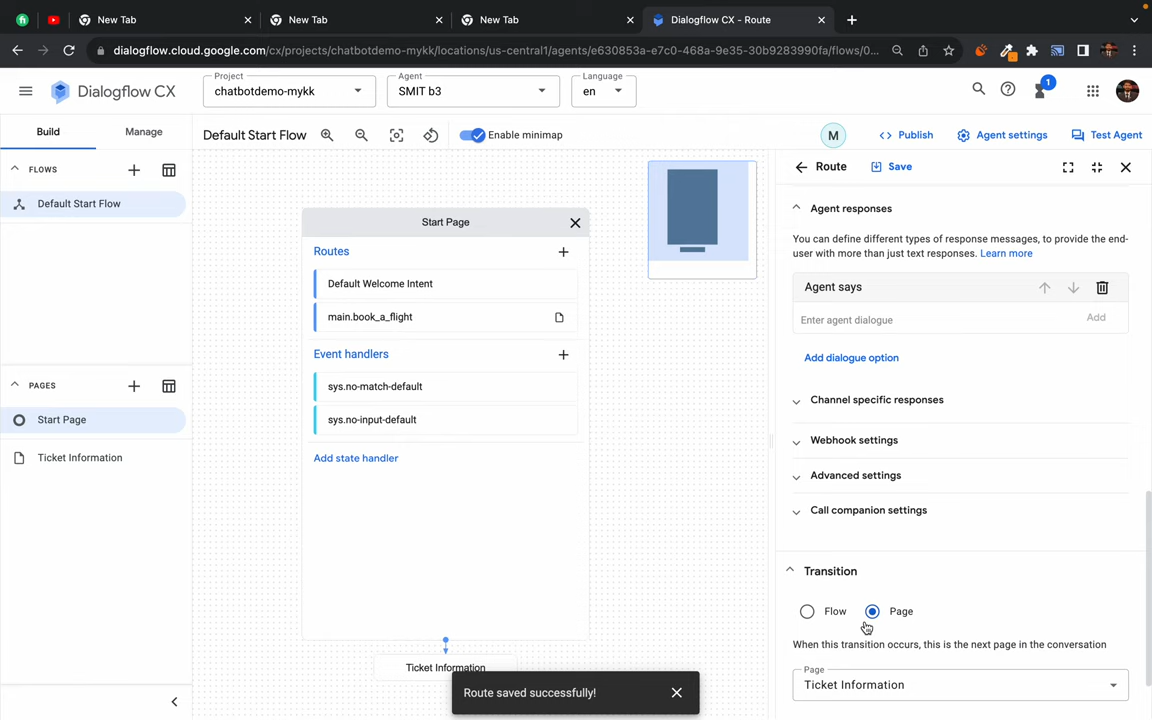 New Tab
New Tab
New Tab
Dialogflow CX - Route
dialogflow.cloud.google.com/cx/projects/chatbotdemo-mykk/locations/us-central1/agents/e630853a-e7c0-468a-9e35-30b9283990fa/flows/0...
Dialogflow CX
Project
chatbotdemo-mykk
Agent
SMIT b3
Language
en
1
Build
Manage
Default Start Flow
Enable minimap
M
Publish
Agent settings
Test Agent
FLOWS
Default Start Flow
PAGES
Start Page
Ticket Information
Start Page
Routes
Default Welcome Intent
main.book_a_flight
Event handlers
sys.no-match-default
sys.no-input-default
Add state handler
Ticket Information
Route saved successfully!
Route
Save
Agent responses
You can define different types of response messages, to provide the end-
user with more than just text responses. Learn more
Agent says
Enter agent dialogue
Add
Add dialogue option
Channel specific responses
Webhook settings
Advanced settings
Call companion settings
Transition
Flow
Page
When this transition occurs, this is the next page in the conversation
Page
Ticket Information